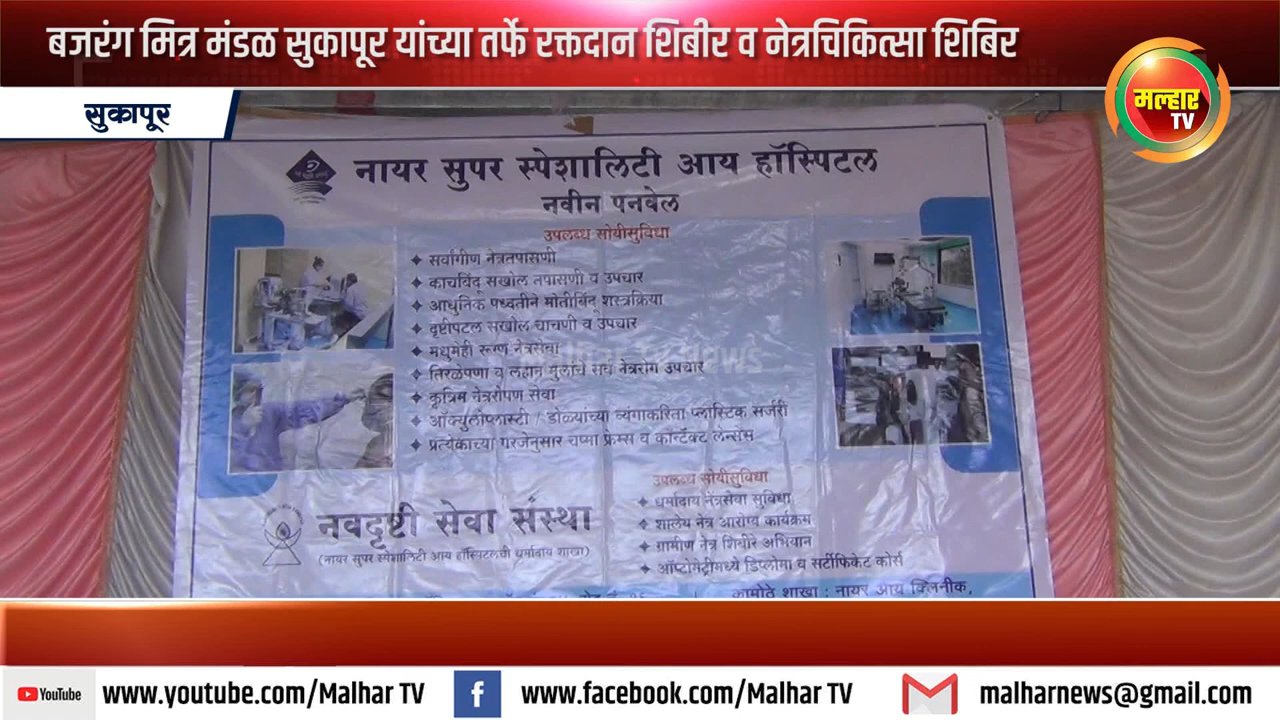 बजरंग मित्र मंडळ सुकापूर यांच्या तर्फे रक्तदान शिबीर व नेत्रचिकित्सा शिबिर
मल्हार
TV
सुकापूर
नायर सुपर स्पेशालिटी आय हॉस्पिटल
नवीन पनवेल
उपलब्ध सोयीसुविधा
सर्वांगीण नेत्रतपासणी
काचबिंदू सखोल तपासणी व उपचार
आधुनिक पध्दतीने मोतीबिंदू शस्त्रक्रिया
दृष्टीपटल सखोल चाचणी व उपचार
मधुमेही रूग्ण नेत्रसेवा
Malhar TV News
तिरळेपणा व लहान मुलांचे सर्व नेत्ररोग उपचार
कृत्रिम नेत्ररोपण सेवा
ऑक्युलोप्लास्टी / डोळ्यांच्या व्यंगाकरिता प्लास्टिक सर्जरी
प्रत्येकाच्या गरजेनुसार चष्मा फ्रेम्स व कॉन्टॅक्ट लेन्सेस
उपलब्ध सोयीसुविधा
धर्मादाय नेत्रसेवा सुविधा
शालेय नेत्र आरोग्य कार्यक्रम
ग्रामीण नेत्र शिबीरे अभियान
ऑप्टोमेट्रीमध्ये डिप्लोमा व सर्टीफिकेट कोर्स
नवदृष्टी सेवा संस्था
(नायर सुपर स्पेशालिटी आय हॉस्पिटलची धर्मादाय शाखा)
कामोठे शाखा : नायर आय क्लिनीक,
YouTube
www.youtube.com/Malhar TV
f
www.facebook.com/Malhar TV
malharnews@gmail.com